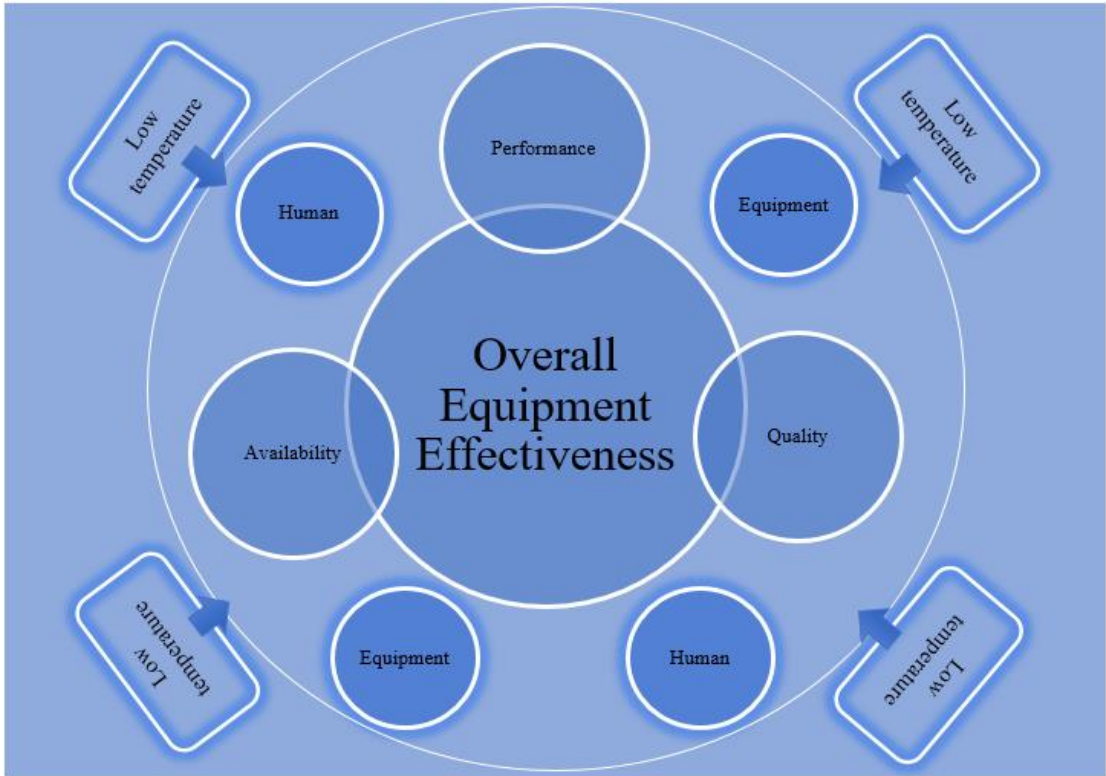 Low
temperature
Low
temperature
Performance
Human
Equipment
Overall
Equipment
Effectiveness
Availability
Quality
Low
temperature
Low
temperature
Equipment
Human